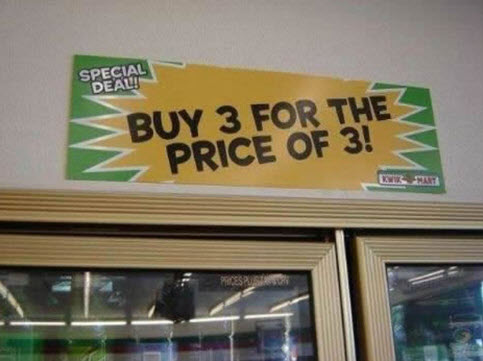 SPECIAL
DEAL!!
BUY 3 FOR THE
PRICE OF 3!
KWIK MART